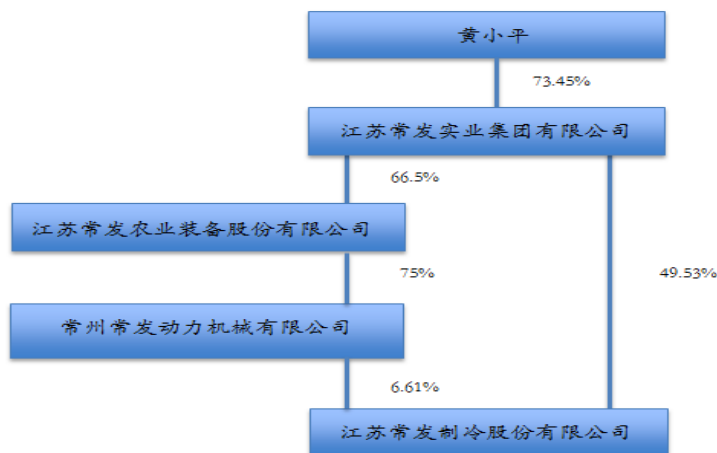 黄小平
73.45%
江苏常发实业集团有限公司
66.5%
江苏常发农业装备股份有限公司
75%
49.53%
常州常发动力机械有限公司
6.61%
江苏常发制冷股份有限公司